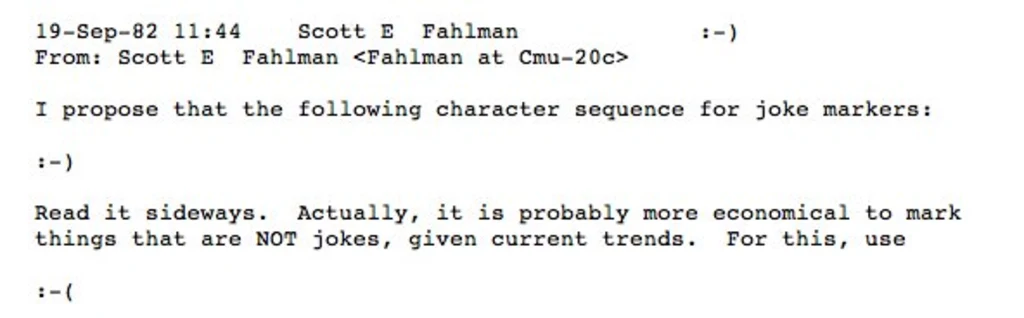 19-Sep-82 11:44    Scott E  Fahlman             :-)
From: Scott E  Fahlman <Fahlman at Cmu-20c>
I propose that the following character sequence for joke markers:
:-)
Read it sideways.  Actually, it is probably more economical to mark
things that are NOT jokes, given current trends.  For this, use
:-(